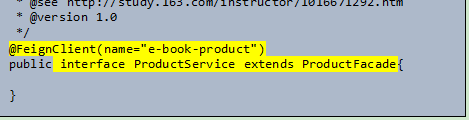 * @see http://study.163.com/instructor/1016671292.htm
* @version 1.0
*/
@FeignClient(name="e-book-product")
public interface ProductService extends ProductFacade{
}